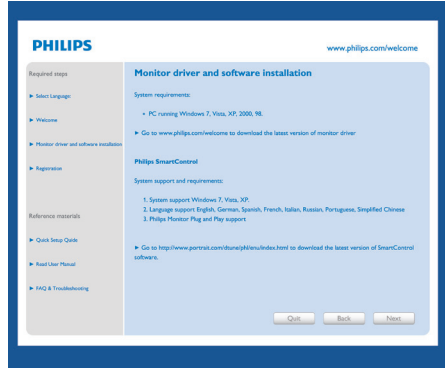 PHILIPS
www.philips.com/welcome
Required steps
Select Language:
Welcome
Monitor driver and software installation
Registration
Reference materials
Quick Setup Quide
Read User Manual
FAQ & Troubleshooting
Monitor driver and software installation
System requirements:
• PC running Windows 7, Vista, XP, 2000, 98.
Go to www.philips.com/welcome to download the latest version of monitor driver
Philips SmartControl
System support and requirements:
1. System support Windows 7, Vista, XP.
2. Language support English, German, Spanish, French, Italian, Russian, Portuguese, Simplified Chinese
3. Philips Monitor Plug and Play support
Go to http://www.portrait.com/dtune/phl/enu/index.html to download the latest version of SmartControl
software.
Quit
Back
Next